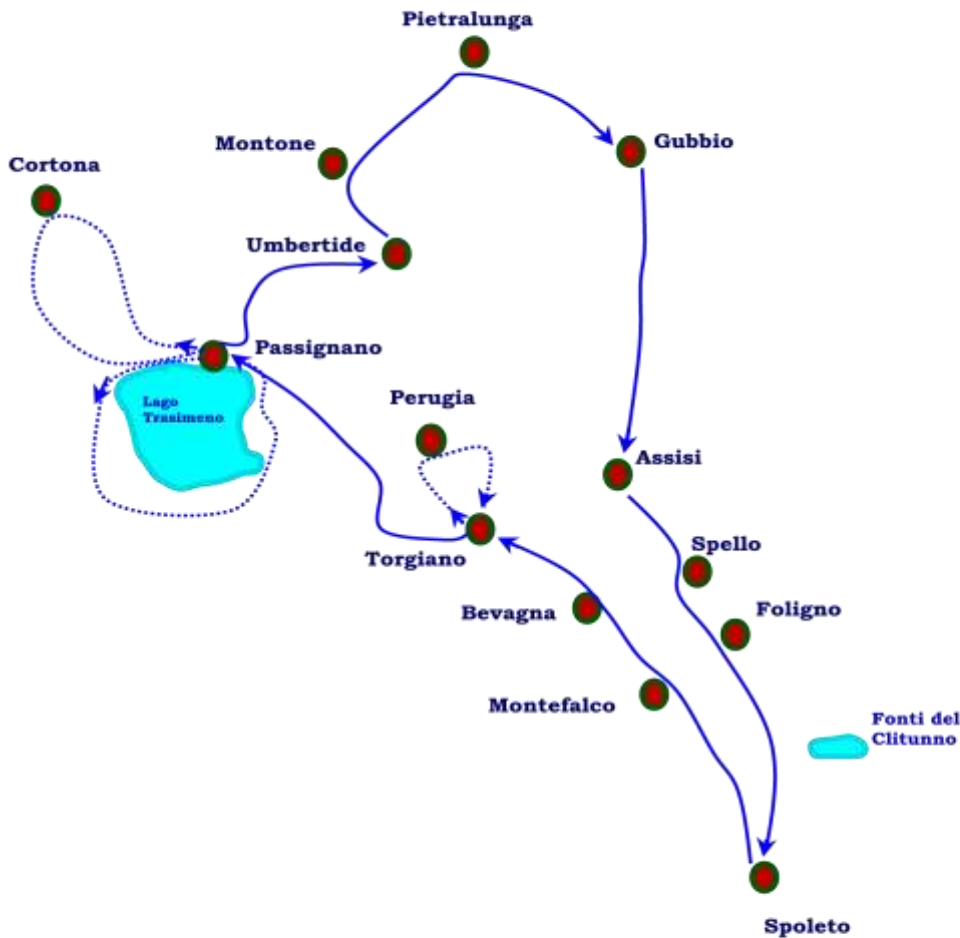 Pietralunga
Gubbio
Montone
Cortona
Umbertide
Passignano
Perugia
Lago
Trasimeno
Assisi
Spello
Torgiano
Foligno
Bevagna
Montefalco
Fonti del
Clitunno
Spoleto